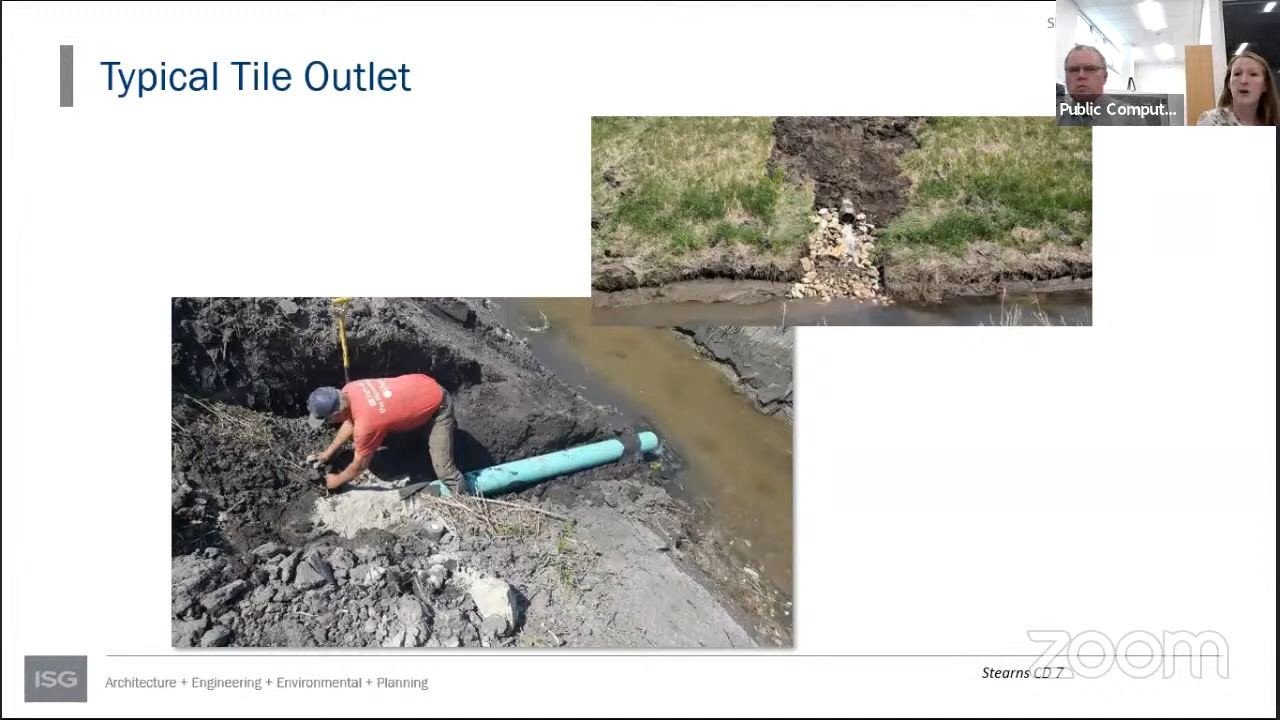 Typical Tile Outlet
Public Comput...
ISG
Architecture + Engineering + Environmental + Planning
Stearns CD 7
zoom